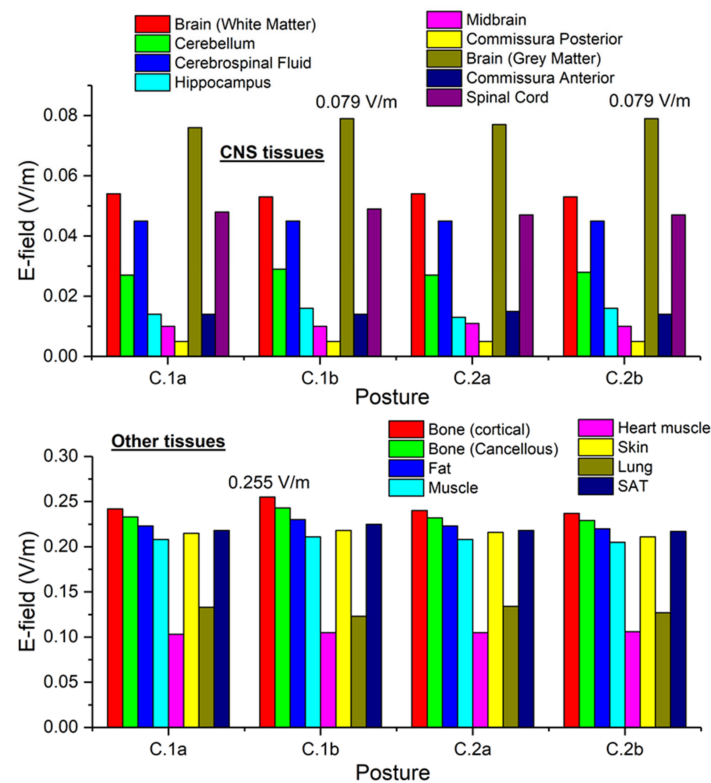 Brain (White Matter)
Cerebellum
Cerebrospinal Fluid
Hippocampus
Midbrain
Commissura Posterior
Brain (Grey Matter)
Commissura Anterior
Spinal Cord
0.079 V/m
0.079 V/m
CNS tissues
E-field (V/m)
0.08
0.06
0.04
0.02
0.00
C.1a
C.1b
C.2a
C.2b
Posture
Other tissues
Bone (cortical)
Bone (Cancellous)
Fat
Muscle
Heart muscle
Skin
Lung
SAT
0.255 V/m
E-field (V/m)
0.30
0.25
0.20
0.15
0.10
0.05
0.00
C.1a
C.1b
C.2a
C.2b
Posture